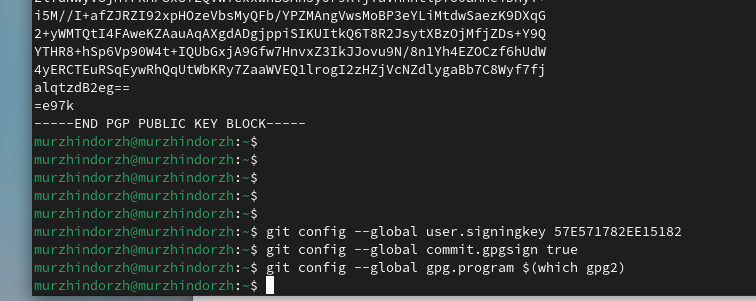 i5M//I+afZJRZI92xpHOzeVbsMyQFb/YPZMAngVwsMoBP3eYLiMtdwSaezK9DXqG
2+yWMTQtI4FAweKZAauAqAXgdADgjppiSIKUItkQ6T8R2JsytXBzOjMfjZDs+Y9Q
YTHR8+hSp6Vp90W4t+IQUbGxjA9Gfw7HnvxZ3IkJJovu9N/8n1Yh4EZOCzf6hUdW
4yERCTEuRSqEywRhQqUtWbKRy7ZaaWVEQ1lrogI2zHZjVcNZdlygaBb7C8Wyf7fj
alqtzdB2eg==
=e97k
-----END PGP PUBLIC KEY BLOCK-----
murzhindorzh@murzhindorzh:~$
murzhindorzh@murzhindorzh:~$
murzhindorzh@murzhindorzh:~$
murzhindorzh@murzhindorzh:~$
murzhindorzh@murzhindorzh:~$
murzhindorzh@murzhindorzh:~$ git config --global user.signingkey 57E571782EE15182
murzhindorzh@murzhindorzh:~$ git config --global commit.gpgsign true
murzhindorzh@murzhindorzh:~$ git config --global gpg.program $(which gpg2)
murzhindorzh@murzhindorzh:~$